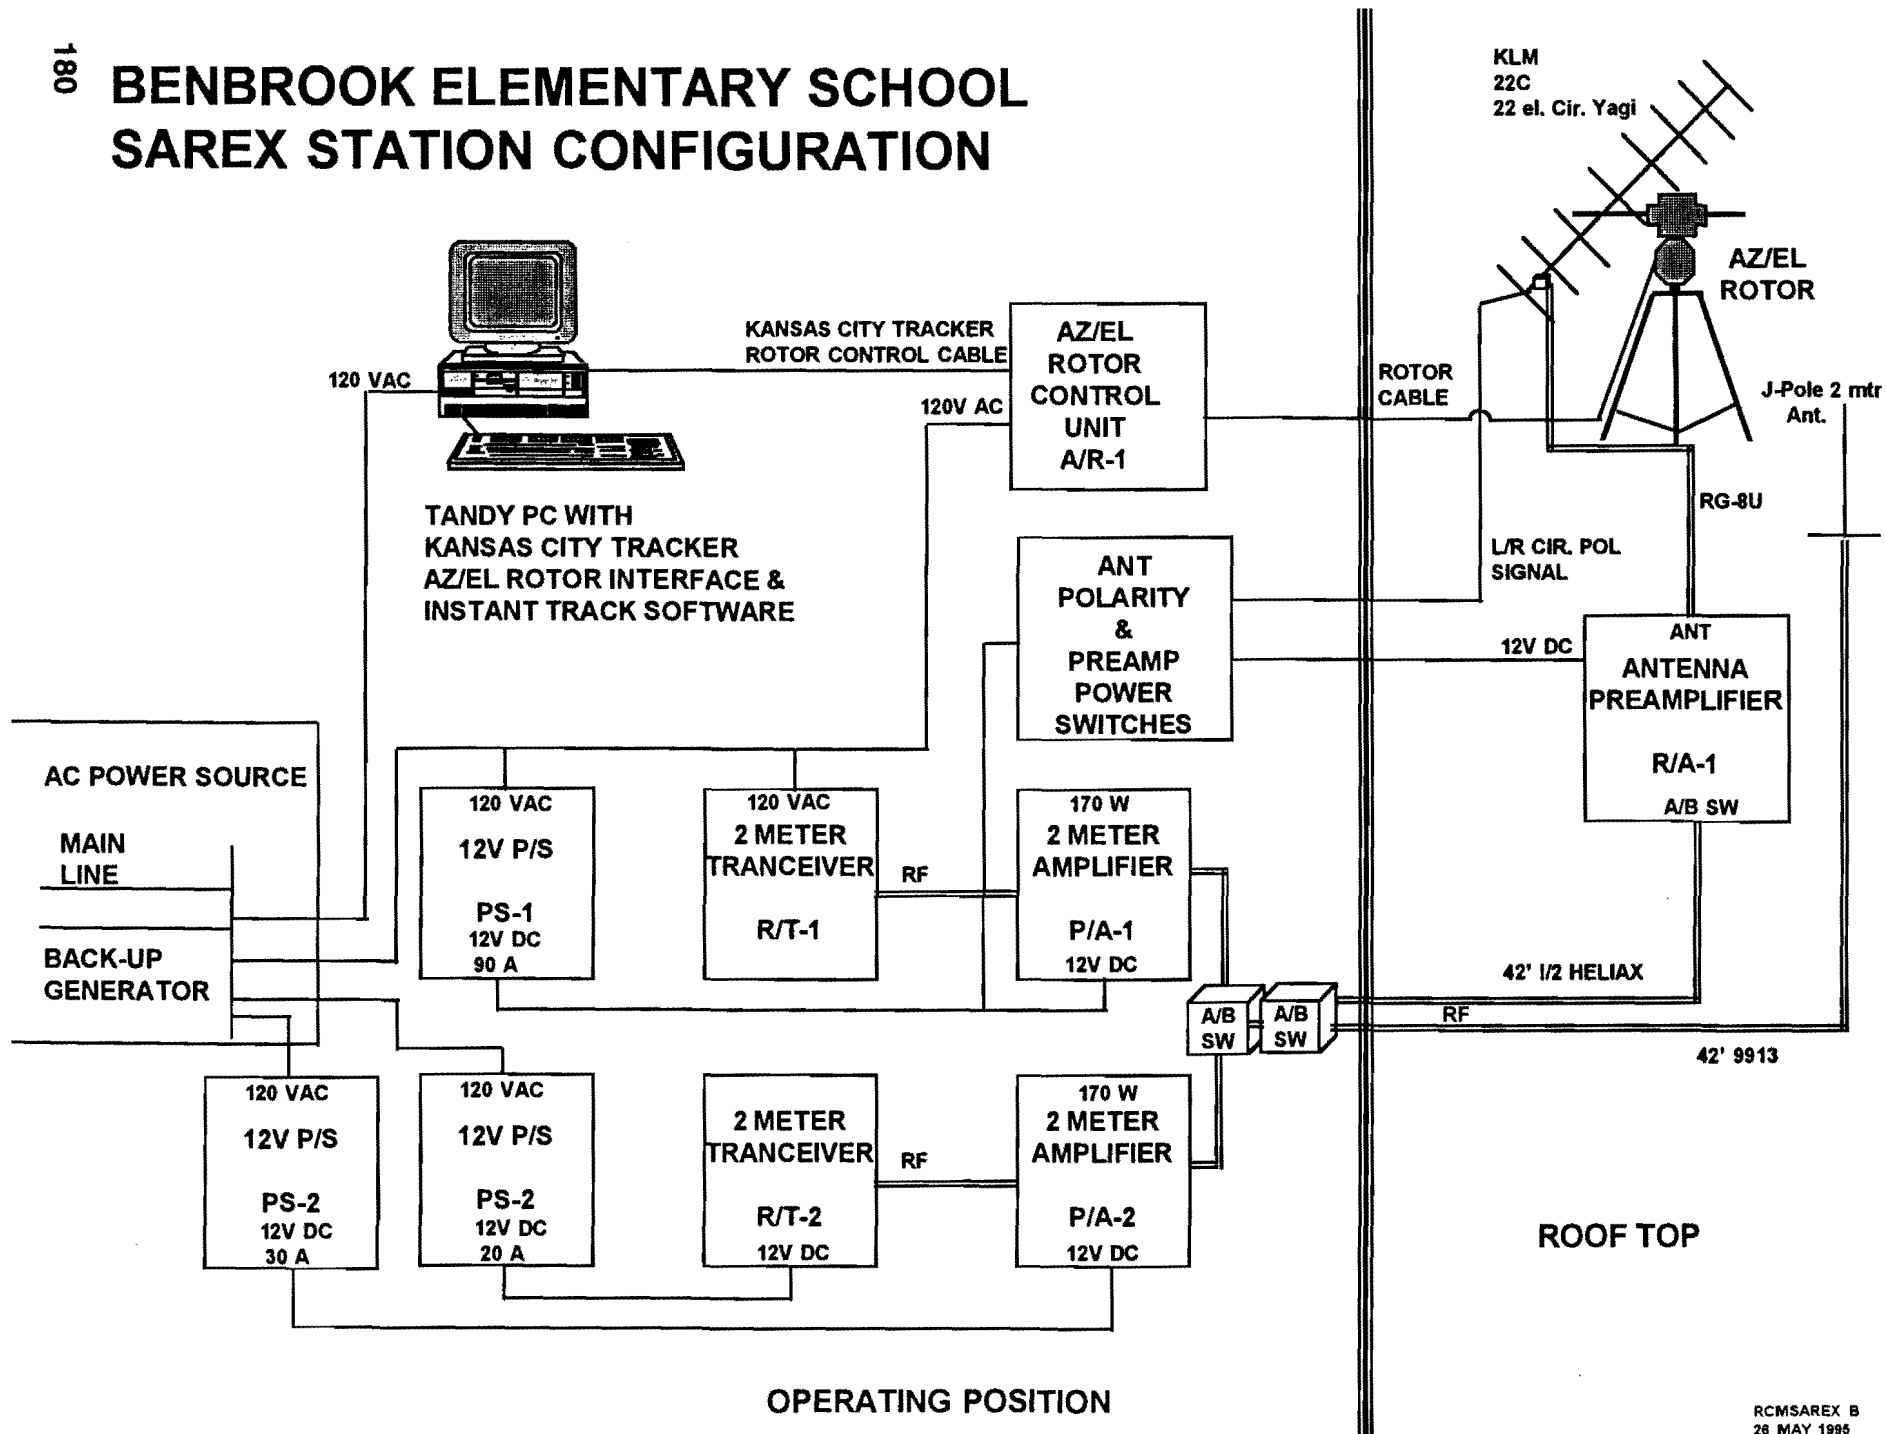 180
BENBROOK ELEMENTARY SCHOOL
SAREX STATION CONFIGURATION
KLM
22C
22 el. Cir. Yagi
AZ/EL
ROTOR
J-Pole 2 mtr
Ant.
KANSAS CITY TRACKER
ROTOR CONTROL CABLE
120 VAC
120V AC
AZ/EL
ROTOR
CONTROL
UNIT
A/R-1
ROTOR
CABLE
RG-8U
TANDY PC WITH
KANSAS CITY TRACKER
AZ/EL ROTOR INTERFACE &
INSTANT TRACK SOFTWARE
ANT
POLARITY
&
PREAMP
POWER
SWITCHES
L/R CIR. POL
SIGNAL
12V DC
ANT
ANTENNA
PREAMPLIFIER
R/A-1
A/B SW
AC POWER SOURCE
MAIN
LINE
BACK-UP
GENERATOR
120 VAC
12V P/S
PS-1
12V DC
90 A
120 VAC
2 METER
TRANCEIVER
R/T-1
RF
170 W
2 METER
AMPLIFIER
P/A-1
12V DC
A/B
SW
A/B
SW
42' I/2 HELIAX
RF
42' 9913
120 VAC
12V P/S
PS-2
12V DC
30 A
120 VAC
12V P/S
PS-2
12V DC
20 A
2 METER
TRANCEIVER
R/T-2
12V DC
RF
170 W
2 METER
AMPLIFIER
P/A-2
12V DC
ROOF TOP
OPERATING POSITION
RCMSAREX B
26 MAY 1995